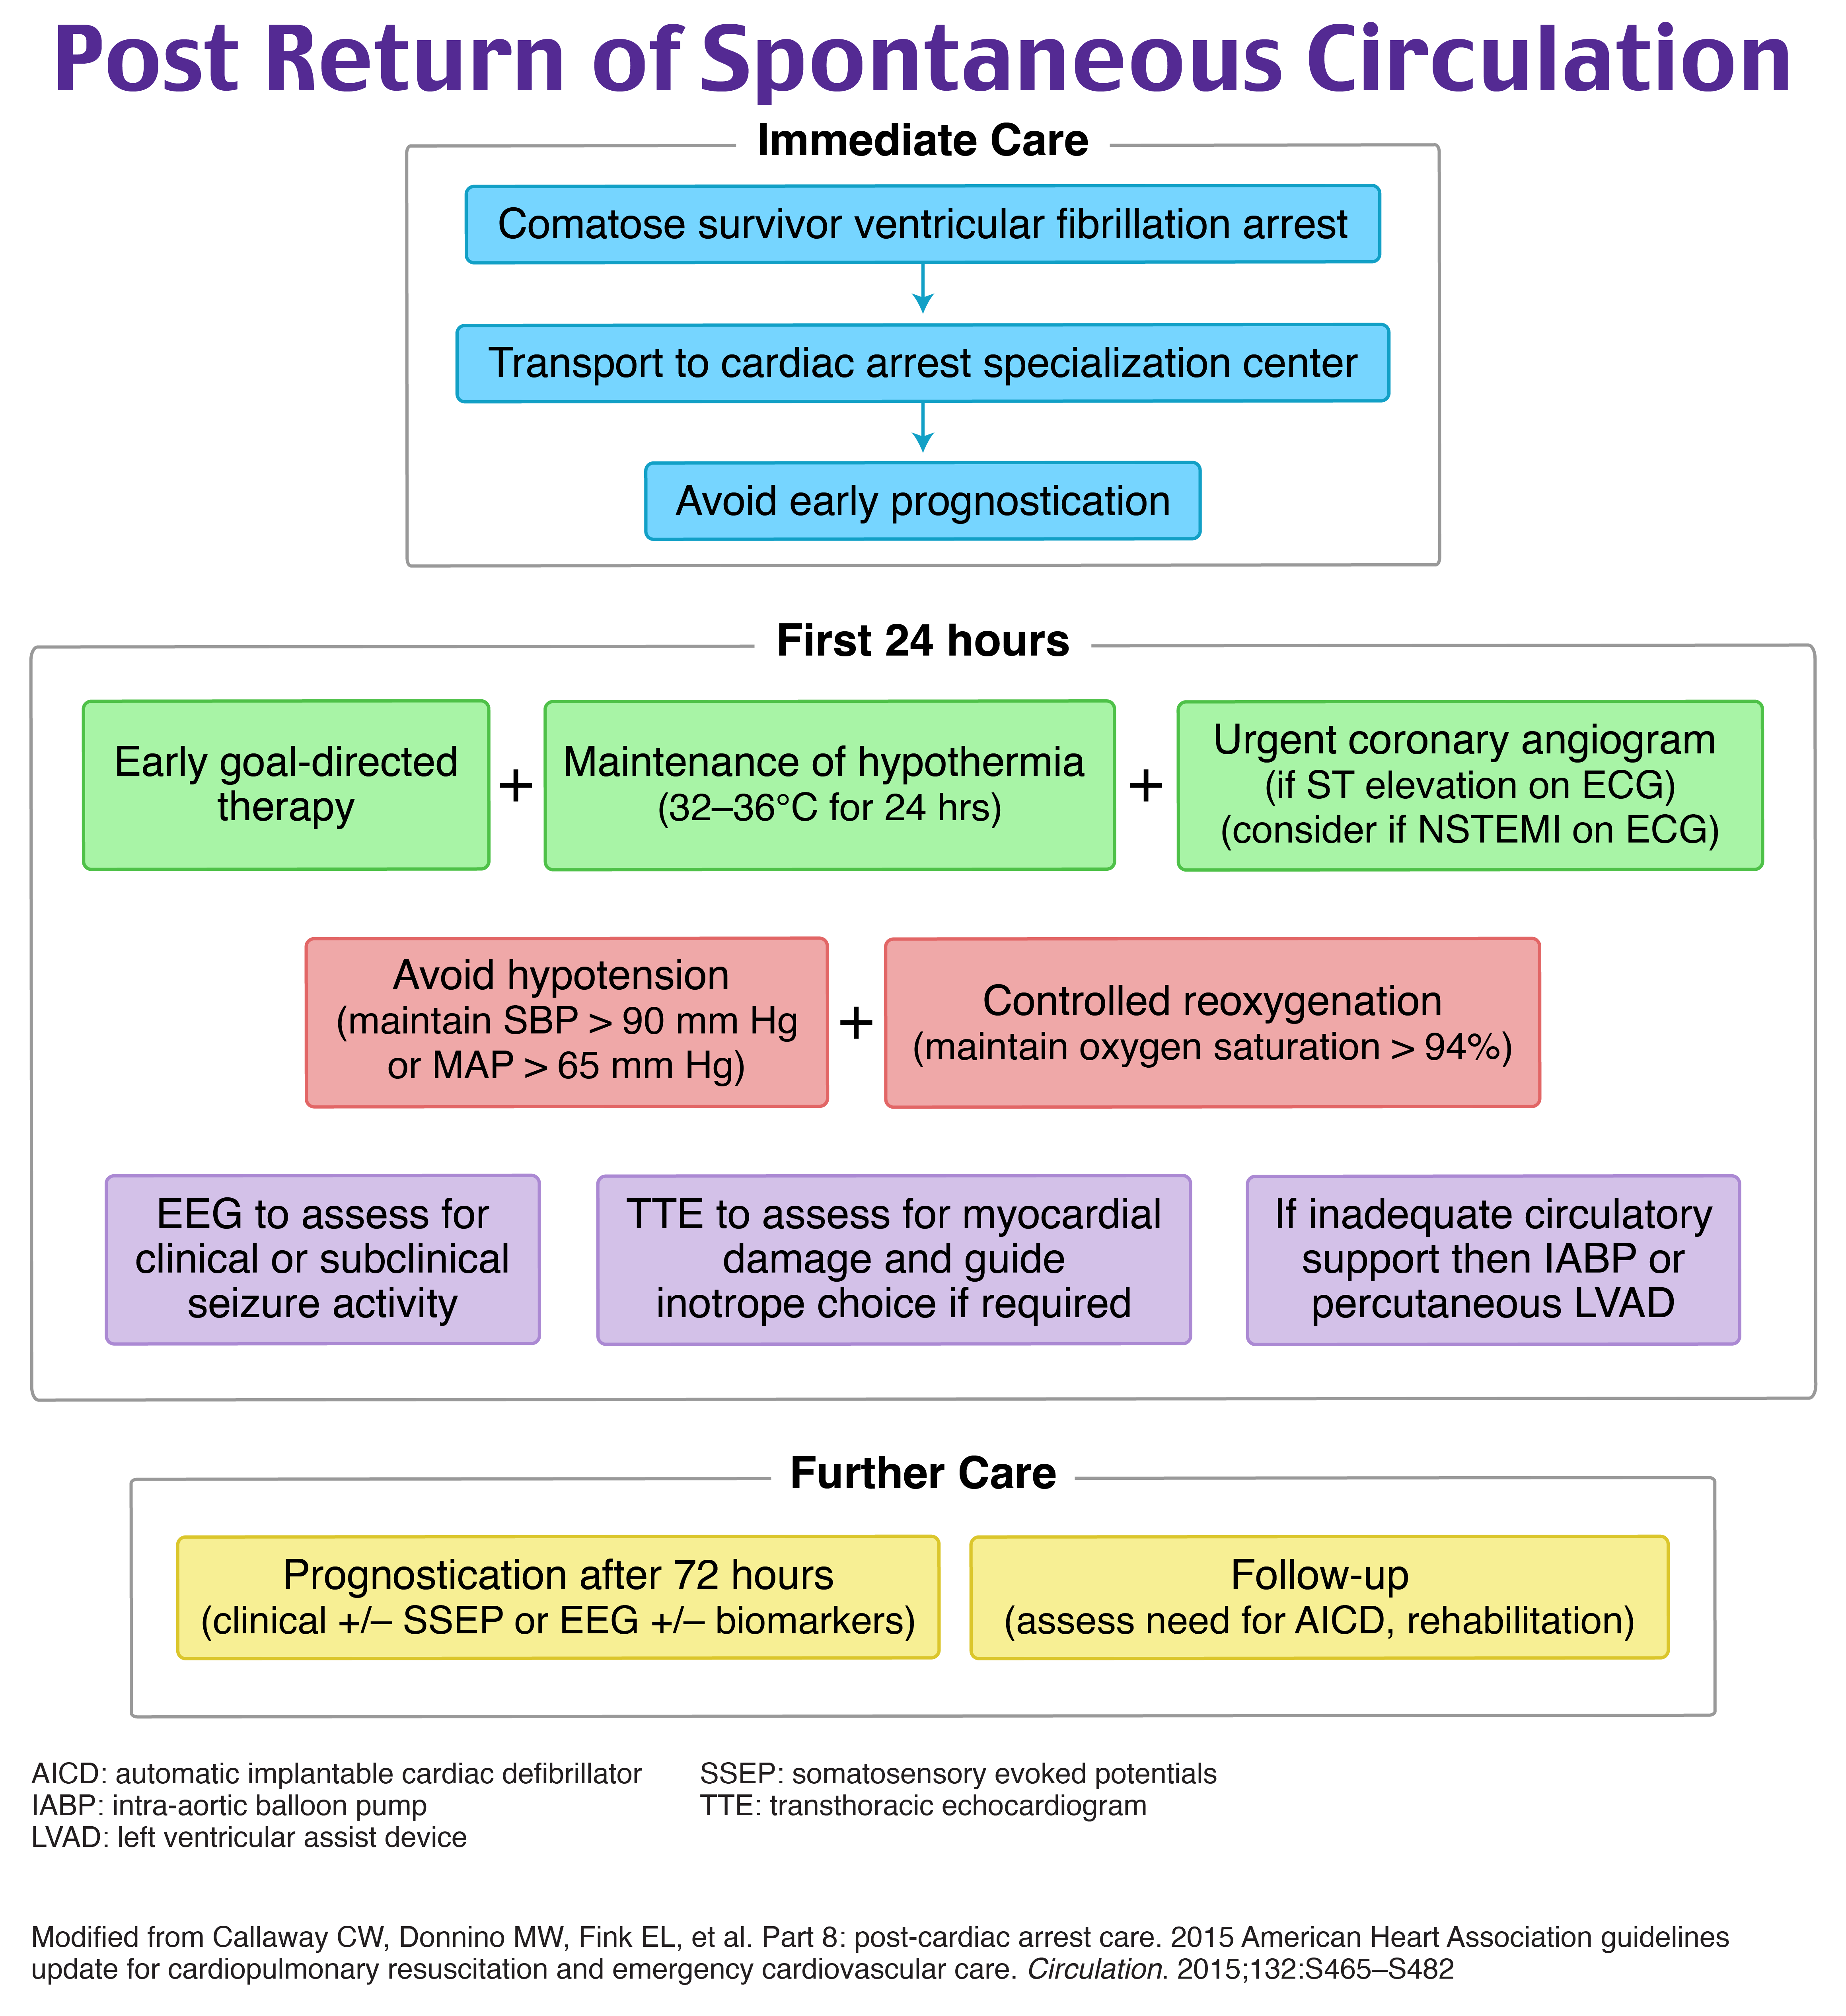 Post Return of Spontaneous Circulation
Immediate Care
Comatose survivor ventricular fibrillation arrest
Transport to cardiac arrest specialization center
Avoid early prognostication
First 24 hours
Early goal-directed
therapy
+
Maintenance of hypothermia
(32–36°C for 24 hrs)
+
Urgent coronary angiogram
(if ST elevation on ECG)
(consider if NSTEMI on ECG)
Avoid hypotension
(maintain SBP > 90 mm Hg
or MAP > 65 mm Hg)
+
Controlled reoxygenation
(maintain oxygen saturation > 94%)
EEG to assess for
clinical or subclinical
seizure activity
TTE to assess for myocardial
damage and guide
inotrope choice if required
If inadequate circulatory
support then IABP or
percutaneous LVAD
Further Care
Prognostication after 72 hours
(clinical +/– SSEP or EEG +/– biomarkers)
Follow-up
(assess need for AICD, rehabilitation)
AICD: automatic implantable cardiac defibrillator
IABP: intra-aortic balloon pump
LVAD: left ventricular assist device
SSEP: somatosensory evoked potentials
TTE: transthoracic echocardiogram
Modified from Callaway CW, Donnino MW, Fink EL, et al. Part 8: post-cardiac arrest care. 2015 American Heart Association guidelines
update for cardiopulmonary resuscitation and emergency cardiovascular care. Circulation. 2015;132:S465–S482